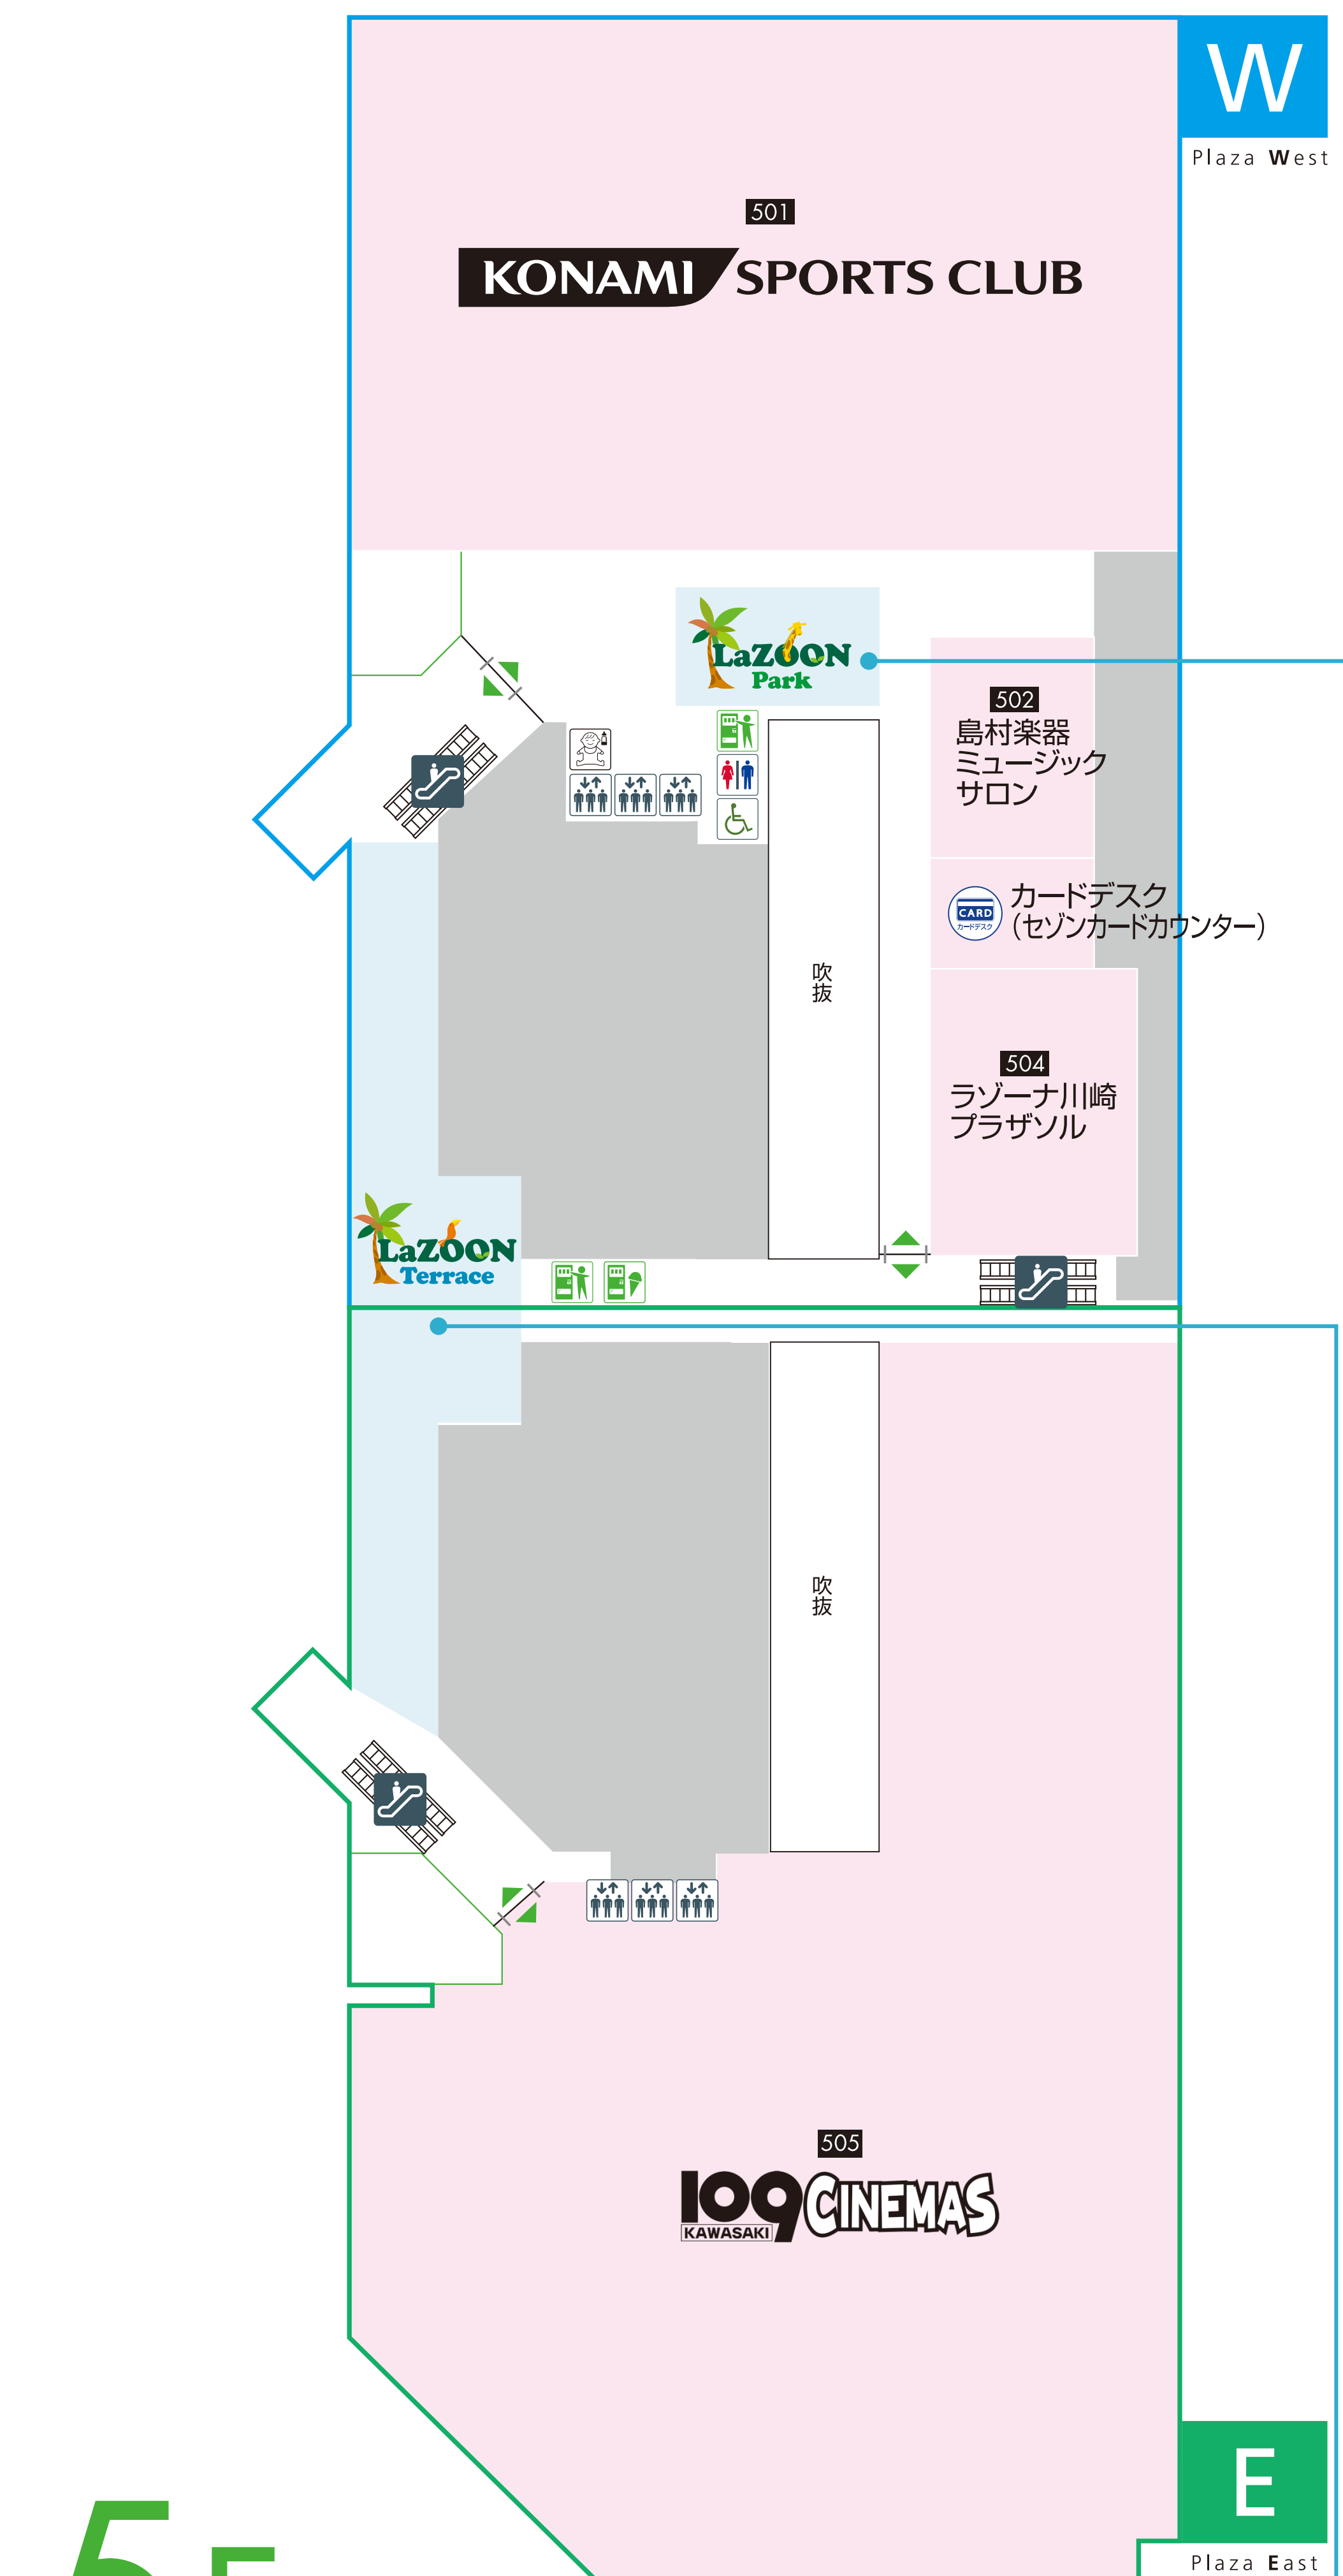 W
Plaza West
501
KONAMI SPORTS CLUB
LaZOON
Park
502
島村楽器
ミュージック
サロン
CARD
カードデスク
カードデスク
(セゾンカードカウンター)
吹抜
504
ラゾーナ川崎
プラザソル
LaZOON
Terrace
吹抜
505
109 CINEMAS
KAWASAKI
E
Plaza East
5F